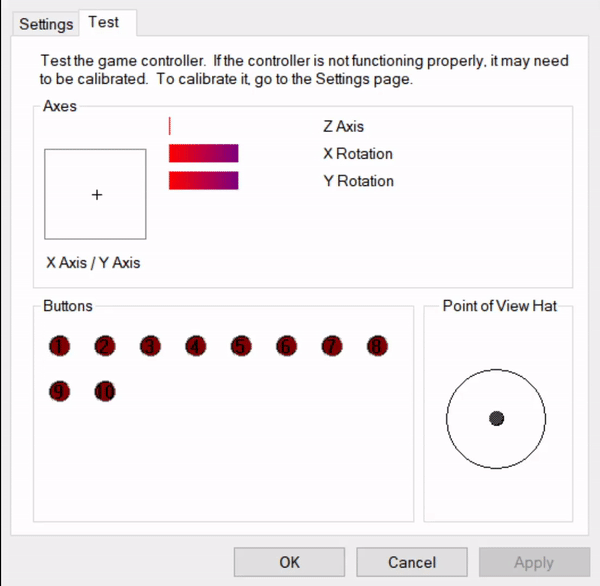 Settings
Test
Test the game controller. If the controller is not functioning properly, it may need
to be calibrated. To calibrate it, go to the Settings page.
Axes
Z Axis
X Rotation
Y Rotation
X Axis / Y Axis
Buttons
1 2 3 4 5 6 7 8
9 10
Point of View Hat
OK
Cancel
Apply